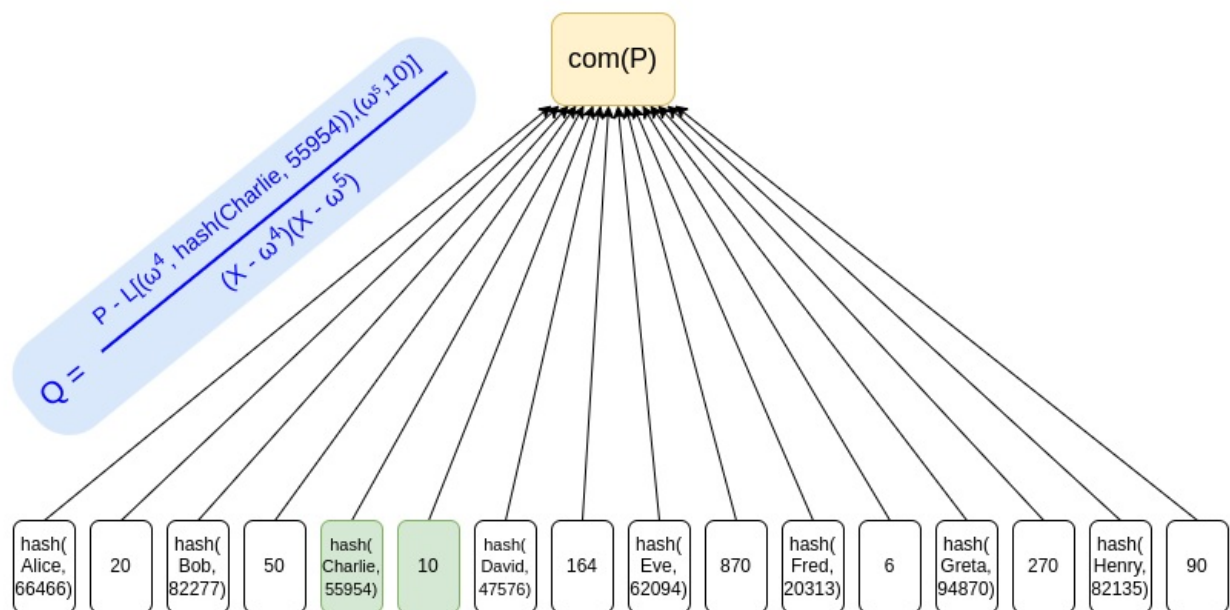 com(P)
Q = P - L[(ω⁴, hash(Charlie, 55954)),(ω⁵,10)]
(X - ω⁴)(X - ω⁵)
hash(
Alice,
66466)
20
hash(
Bob,
82277)
50
hash(
Charlie,
55954)
10
hash(
David,
47576)
164
hash(
Eve,
62094)
870
hash(
Fred,
20313)
6
hash(
Greta,
94870)
270
hash(
Henry,
82135)
90